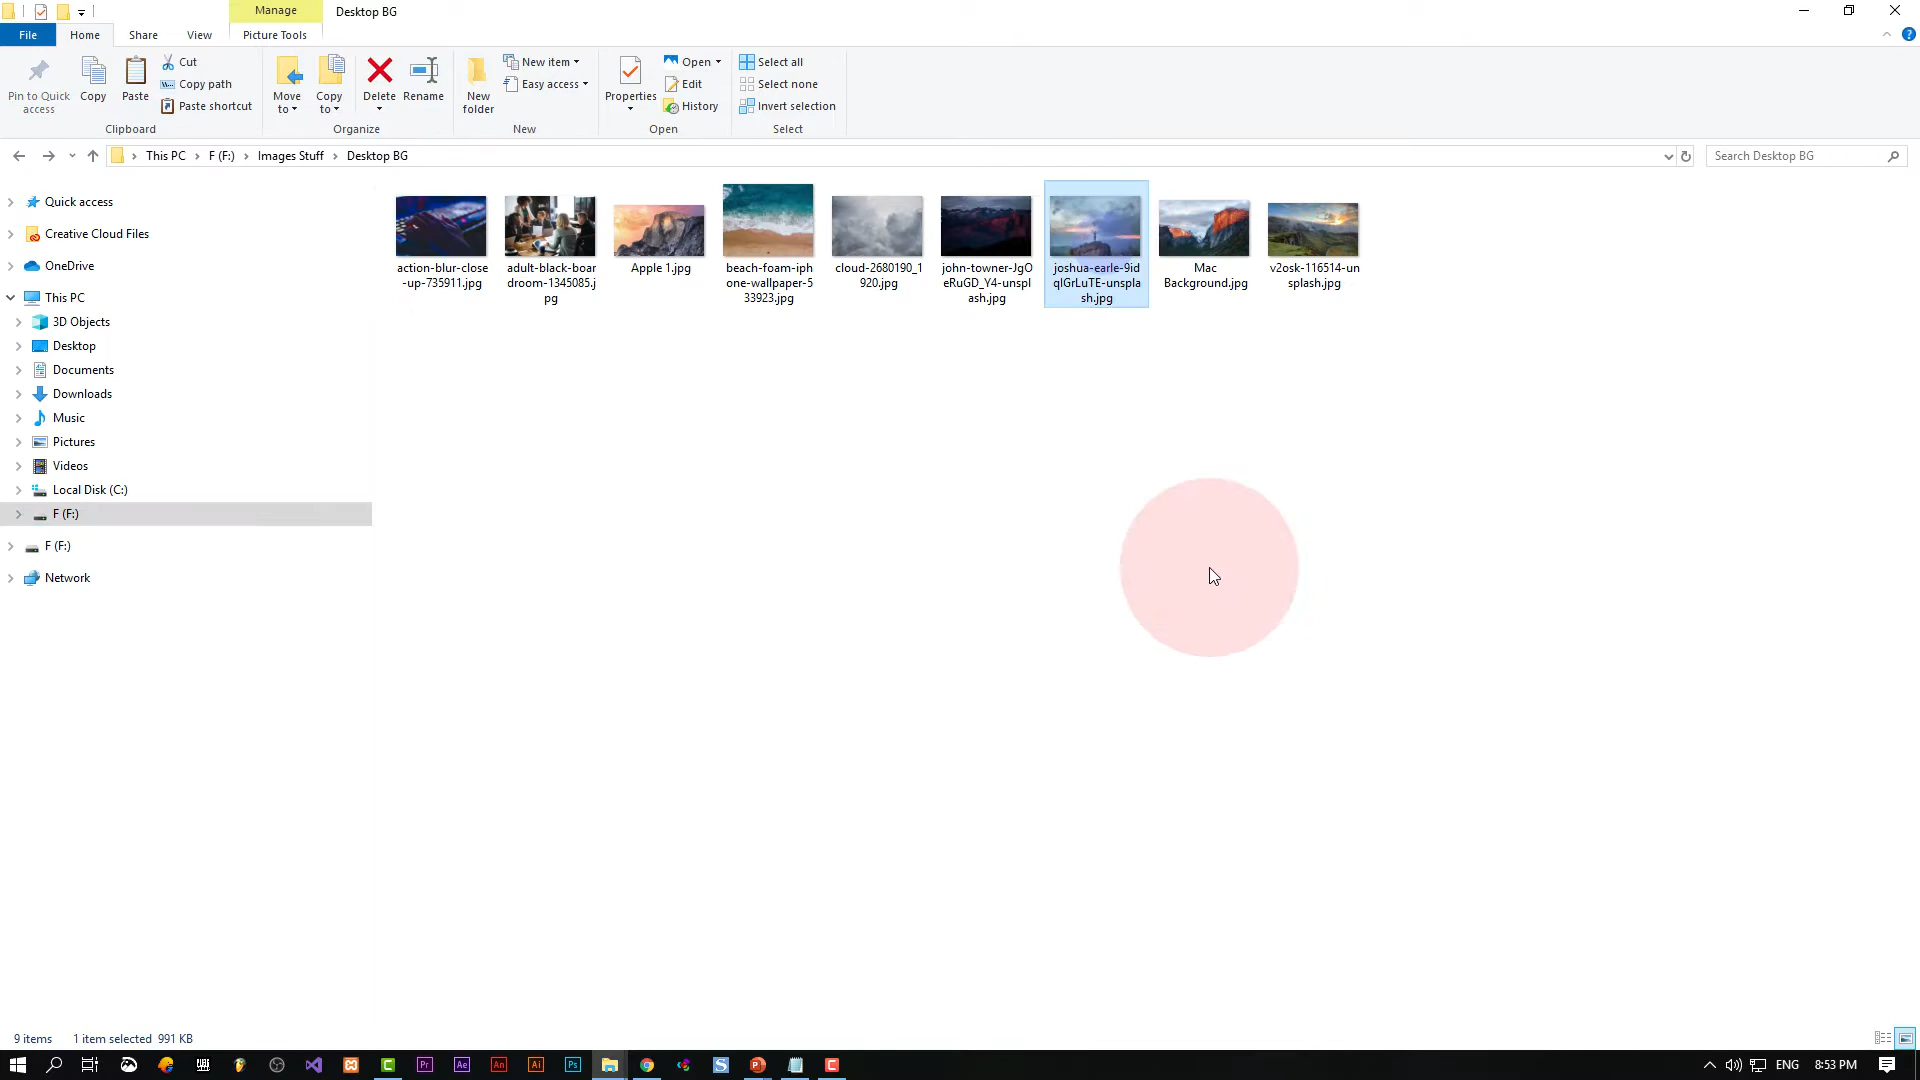 Manage
Desktop BG
File
Home
Share
View
Picture Tools
Pin to Quick
access
Copy
Paste
Cut
Copy path
Paste shortcut
Clipboard
Move
to
Copy
to
Delete
Rename
Organize
New
folder
New item
Easy access
New
Properties
Open
Edit
History
Open
Select all
Select none
Invert selection
Select
This PC
F (F:)
Images Stuff
Desktop BG
Search Desktop BG
Quick access
Creative Cloud Files
OneDrive
This PC
3D Objects
Desktop
Documents
Downloads
Music
Pictures
Videos
Local Disk (C:)
F (F:)
F (F:)
Network
action-blur-close
-up-735911.jpg
adult-black-boar
droom-1345085.j
pg
Apple 1.jpg
beach-foam-iph
one-wallpaper-5
33923.jpg
cloud-2680190_1
920.jpg
john-towner-JgO
eRuGD_Y4-unspl
ash.jpg
joshua-earle-9id
qIGrLuTE-unspla
sh.jpg
Mac
Background.jpg
v2osk-116514-un
splash.jpg
9 items
1 item selected 991 KB
Pr
Ae
An
Ai
Ps
ENG
8:53 PM